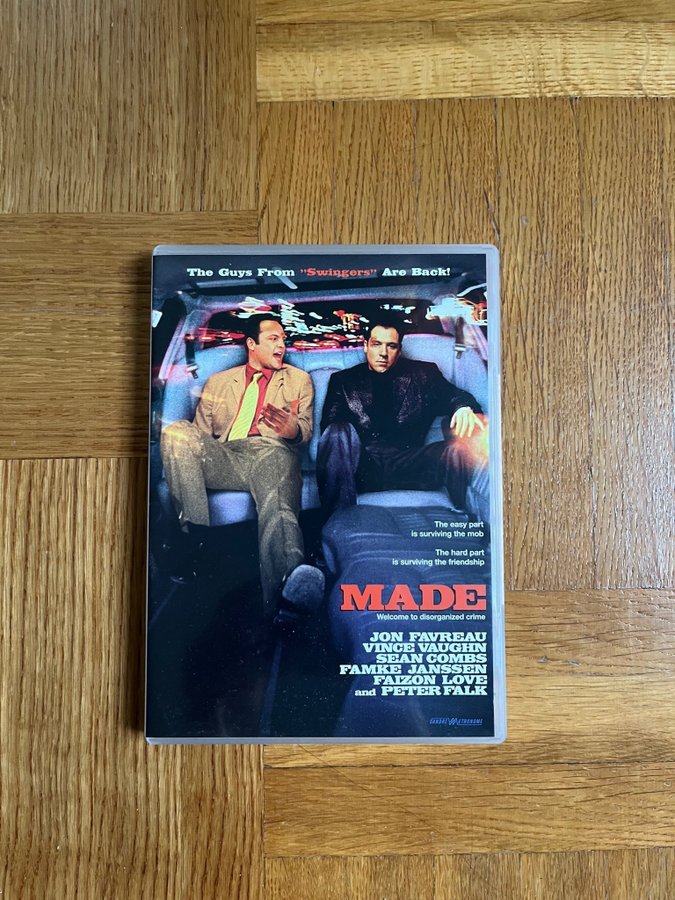 The Guys From "Swingers" Are Back!
The easy part
is surviving the mob
The hard part
is surviving the friendship
MADE
Welcome to disorganized crime
JON FAVREAU
VINCE VAUGHN
SEAN COMBS
FAMKE JANSSEN
FAIZON LOVE
and PETER FALK
SANDREW METRONOME